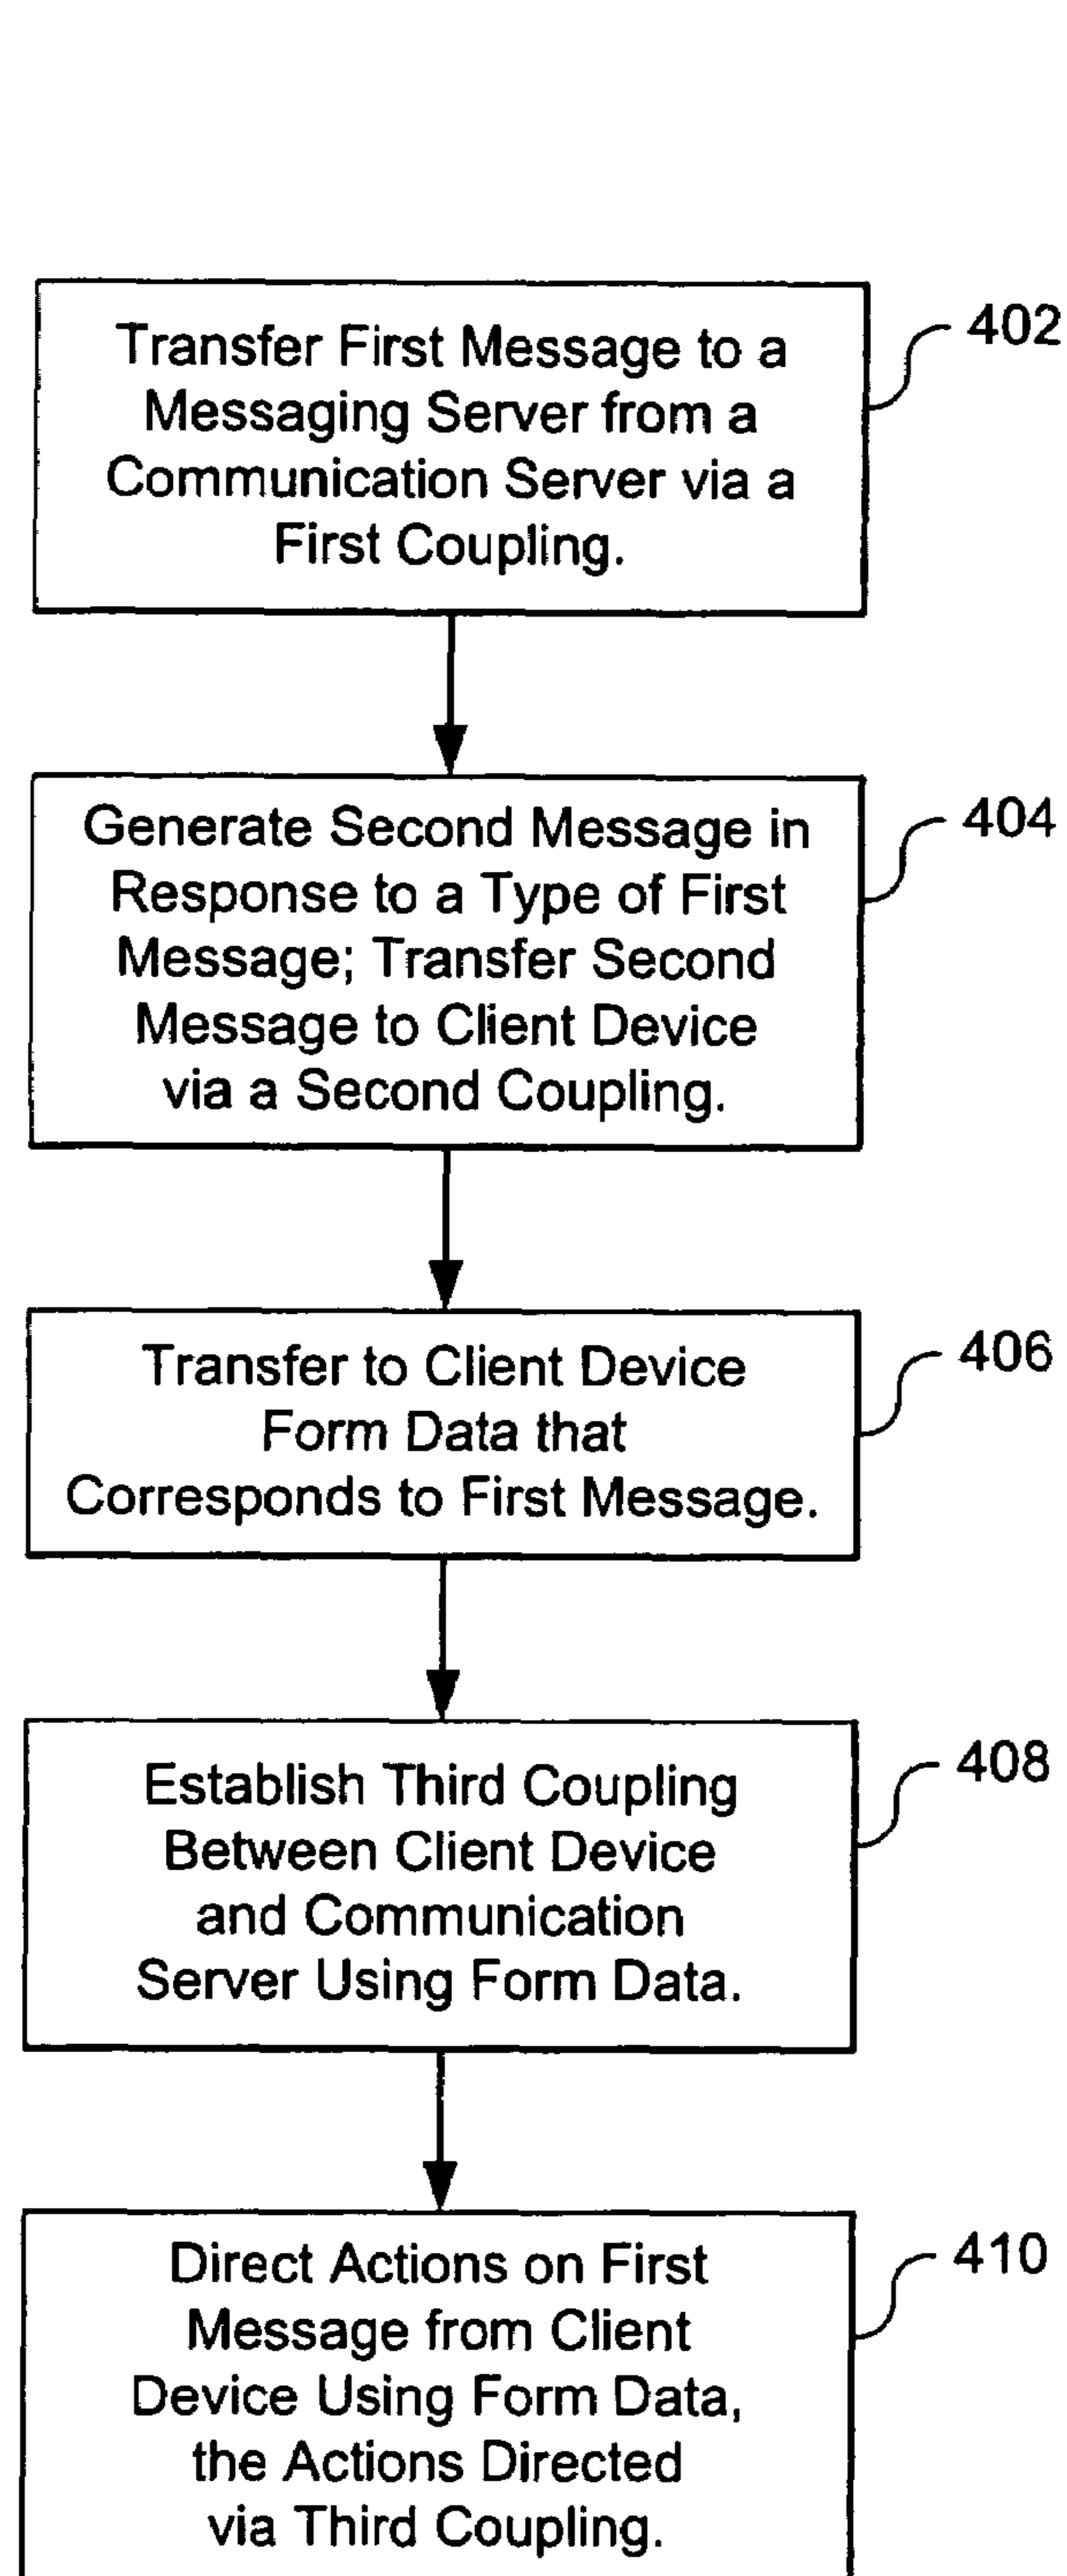 Transfer First Message to a
Messaging Server from a
Communication Server via a
First Coupling.
402
Generate Second Message in
Response to a Type of First
Message; Transfer Second
Message to Client Device
via a Second Coupling.
404
Transfer to Client Device
Form Data that
Corresponds to First Message.
406
Establish Third Coupling
Between Client Device
and Communication
Server Using Form Data.
408
Direct Actions on First
Message from Client
Device Using Form Data,
the Actions Directed
via Third Coupling.
410